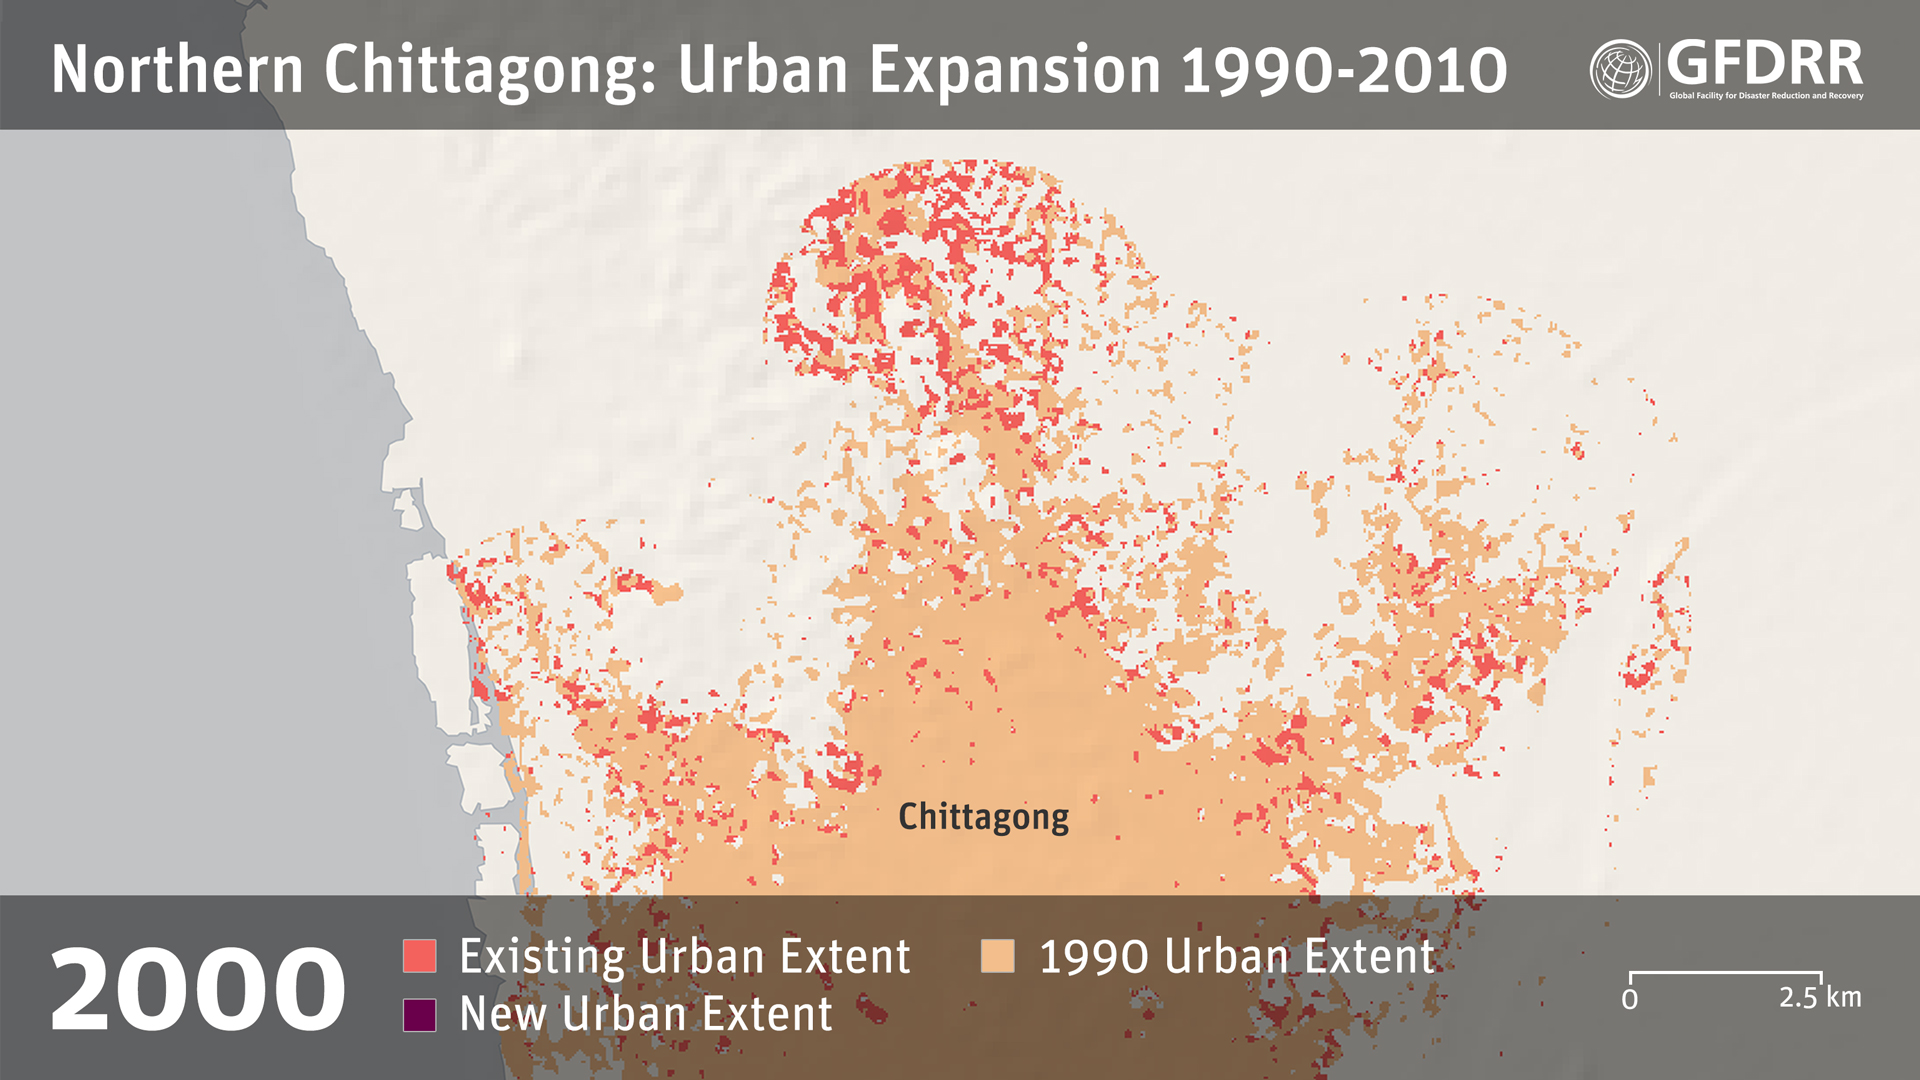 Northern Chittagong: Urban Expansion 1990-2010
GFDRR
Global Facility for Disaster Reduction and Recovery
Chittagong
2000
Existing Urban Extent
1990 Urban Extent
New Urban Extent
0
2.5 km